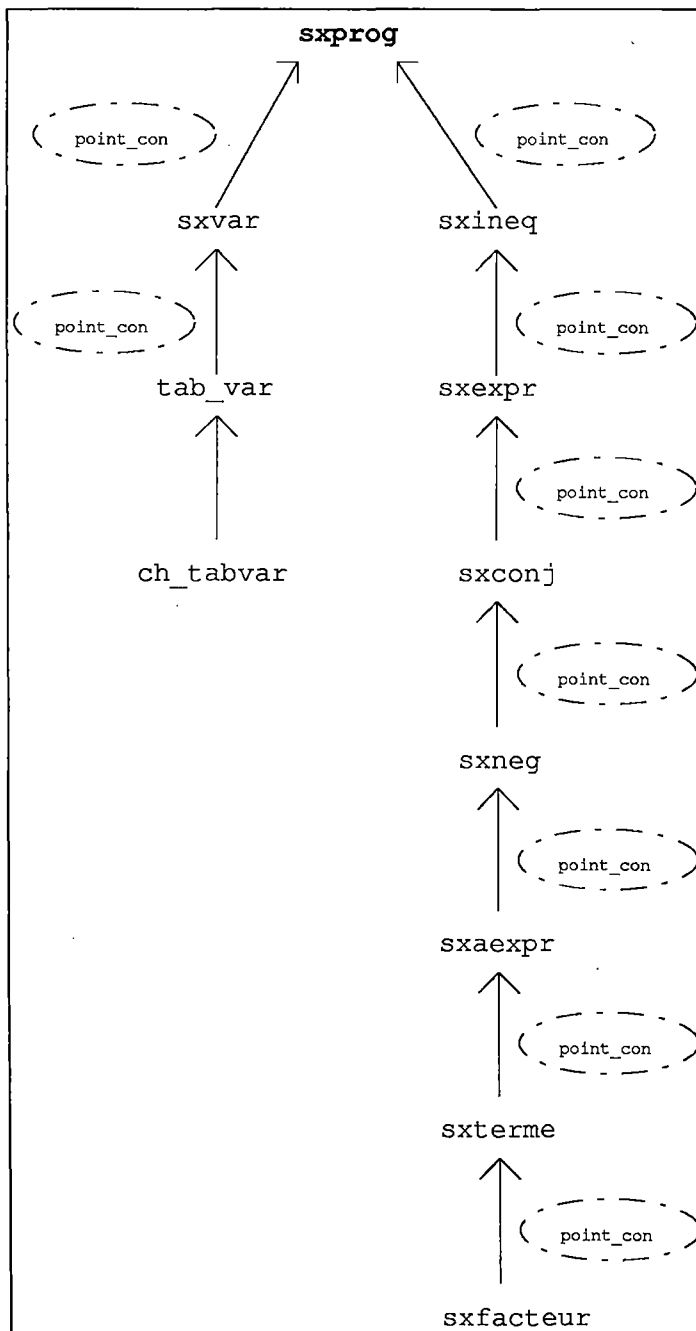 sxprog
point_con
point_con
sxvar
sxineq
point_con
point_con
tab_var
sxexpr
point_con
ch_tabvar
sxconj
point_con
sxneg
point_con
sxaexpr
point_con
sxterme
point_con
sxfacteur